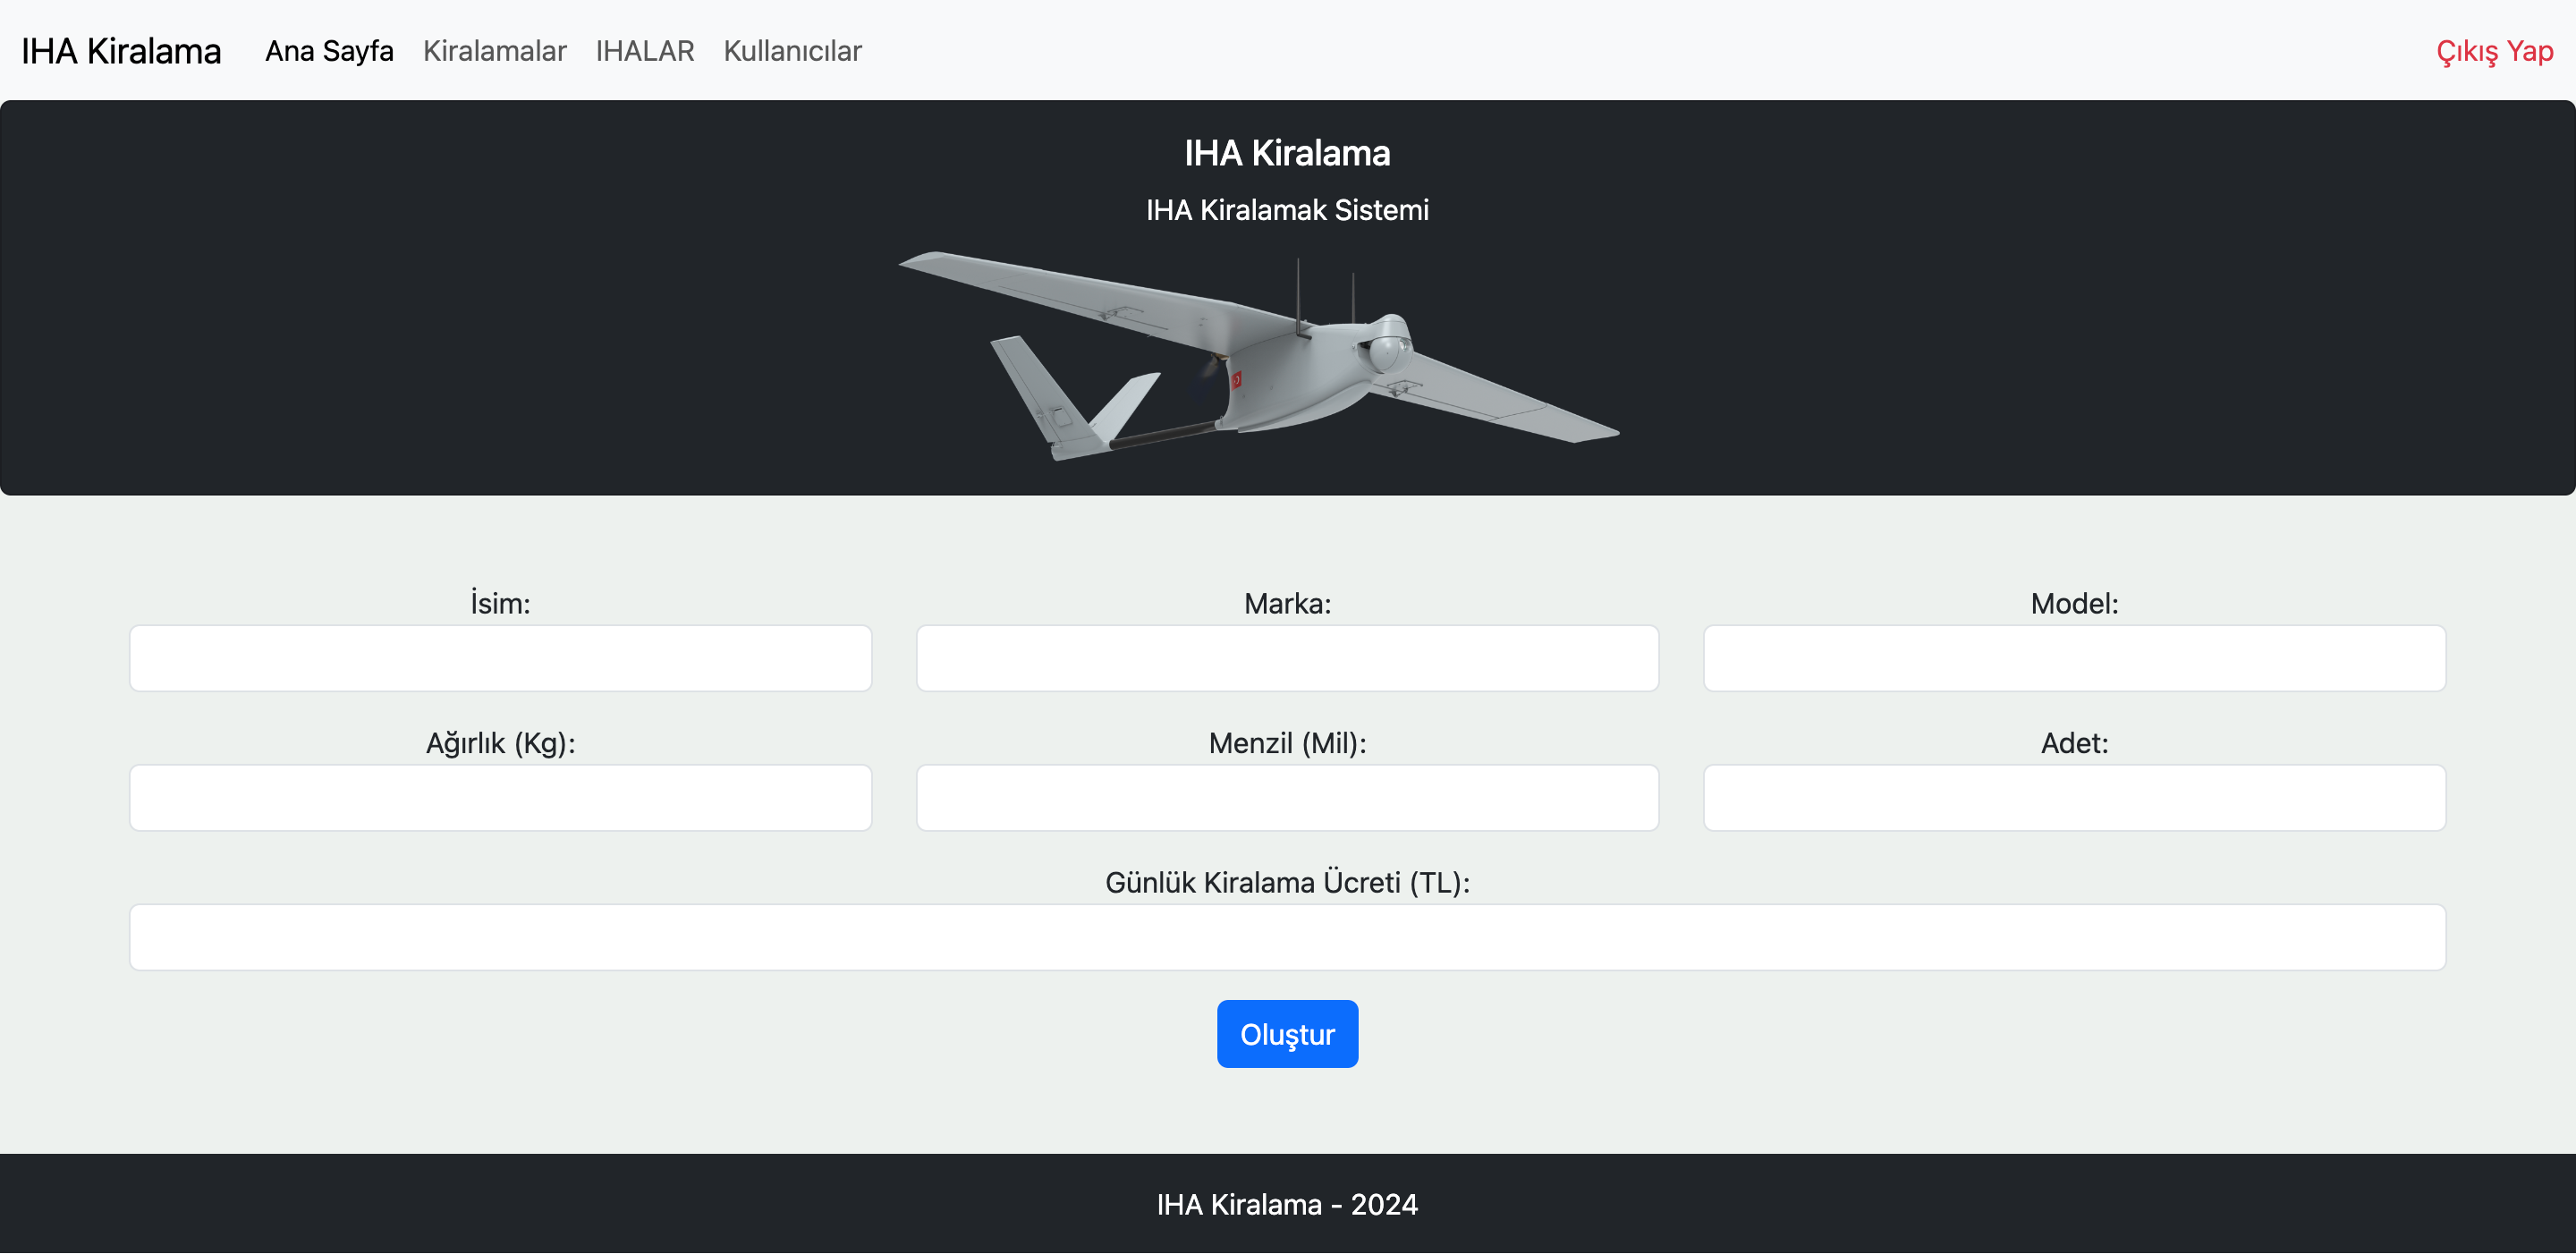 IHA Kiralama Ana Sayfa Kiralamalar IHALAR Kullanıcılar Çıkış Yap
IHA Kiralama
IHA Kiralamak Sistemi
İsim: Marka: Model:
Ağırlık (Kg): Menzil (Mil): Adet:
Günlük Kiralama Ücreti (TL):
Oluştur
IHA Kiralama - 2024